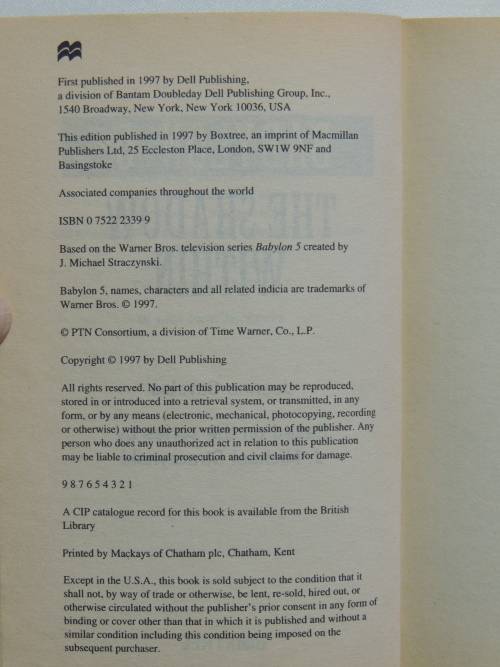 First published in 1997 by Dell Publishing,
a division of Bantam Doubleday Dell Publishing Group, Inc.,
1540 Broadway, New York, New York 10036, USA
This edition published in 1997 by Boxtree, an imprint of Macmillan
Publishers Ltd, 25 Eccleston Place, London, SW1W 9NF and
Basingstoke
Associated companies throughout the world
ISBN 0 7522 2339 9
Based on the Warner Bros. television series Babylon 5 created by
J. Michael Straczynski.
Babylon 5, names, characters and all related indicia are trademarks of
Warner Bros. © 1997.
© PTN Consortium, a division of Time Warner, Co., L.P.
Copyright © 1997 by Dell Publishing
All rights reserved. No part of this publication may be reproduced,
stored in or introduced into a retrieval system, or transmitted, in any
form, or by any means (electronic, mechanical, photocopying, recording
or otherwise) without the prior written permission of the publisher. Any
person who does any unauthorized act in relation to this publication
may be liable to criminal prosecution and civil claims for damage.
9 8 7 6 5 4 3 2 1
A CIP catalogue record for this book is available from the British
Library
Printed by Mackays of Chatham plc, Chatham, Kent
Except in the U.S.A., this book is sold subject to the condition that it
shall not, by way of trade or otherwise, be lent, re-sold, hired out, or
otherwise circulated without the publisher's prior consent in any form of
binding or cover other than that in which it is published and without a
similar condition including this condition being imposed on the
subsequent purchaser.